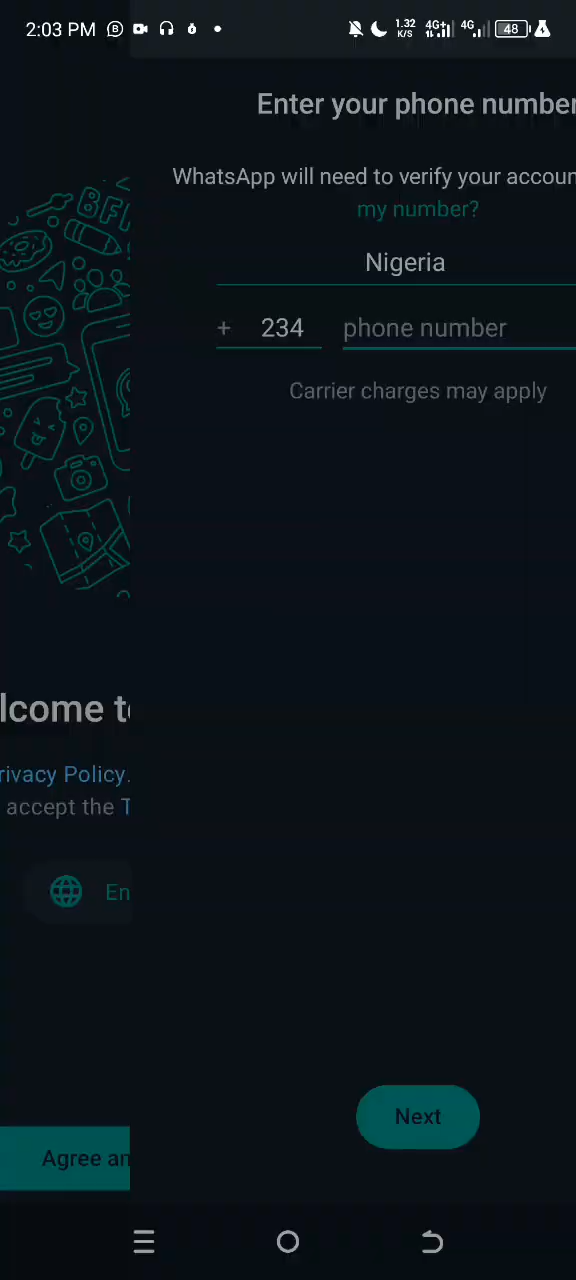 2:03 PM
1.32 K/S 4G+ 4G 48
Enter your phone number
WhatsApp will need to verify your accoun
my number?
Nigeria
+ 234 phone number
Carrier charges may apply
BFF
lcome to
rivacy Policy.
accept the T
En
Next
Agree an